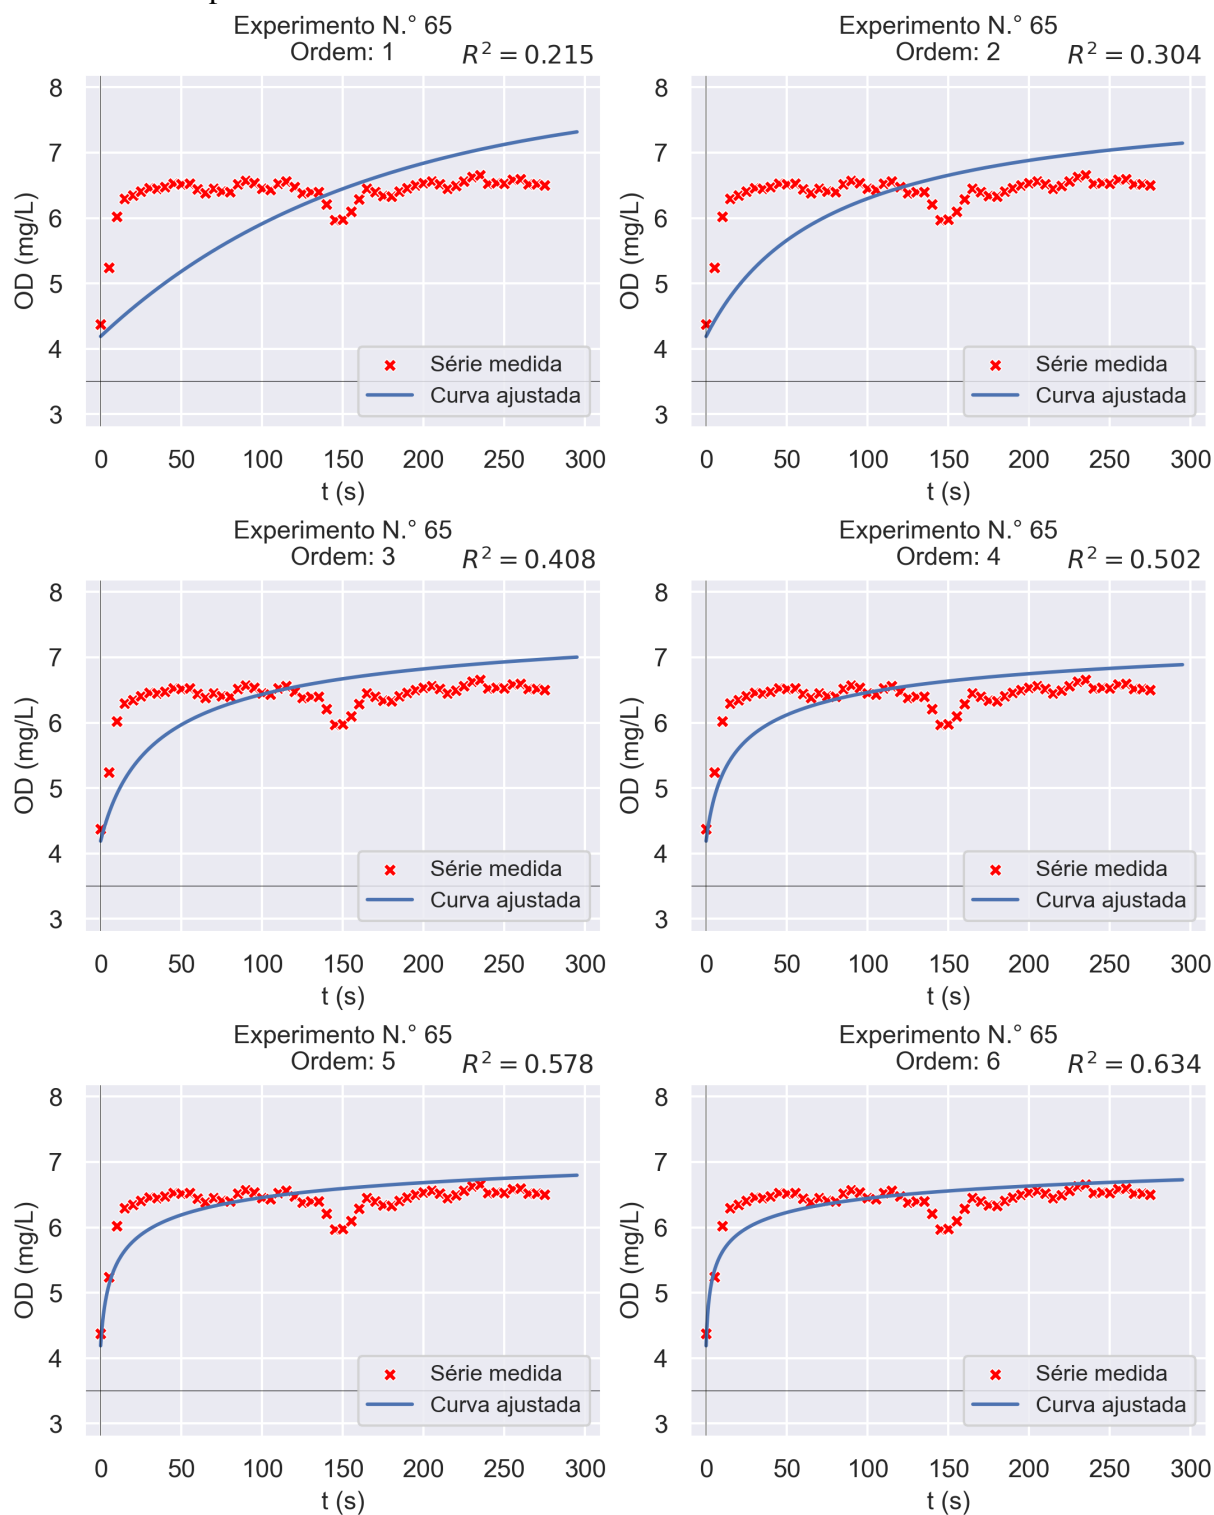 Experimento N.° 65
Ordem: 1 R² = 0.215
8
7
6
5
4
3
OD (mg/L)
Série medida
Curva ajustada
0 50 100 150 200 250 300
t (s)
Experimento N.° 65
Ordem: 2 R² = 0.304
8
7
6
5
4
3
OD (mg/L)
Série medida
Curva ajustada
0 50 100 150 200 250 300
t (s)
Experimento N.° 65
Ordem: 3 R² = 0.408
8
7
6
5
4
3
OD (mg/L)
Série medida
Curva ajustada
0 50 100 150 200 250 300
t (s)
Experimento N.° 65
Ordem: 4 R² = 0.502
8
7
6
5
4
3
OD (mg/L)
Série medida
Curva ajustada
0 50 100 150 200 250 300
t (s)
Experimento N.° 65
Ordem: 5 R² = 0.578
8
7
6
5
4
3
OD (mg/L)
Série medida
Curva ajustada
0 50 100 150 200 250 300
t (s)
Experimento N.° 65
Ordem: 6 R² = 0.634
8
7
6
5
4
3
OD (mg/L)
Série medida
Curva ajustada
0 50 100 150 200 250 300
t (s)